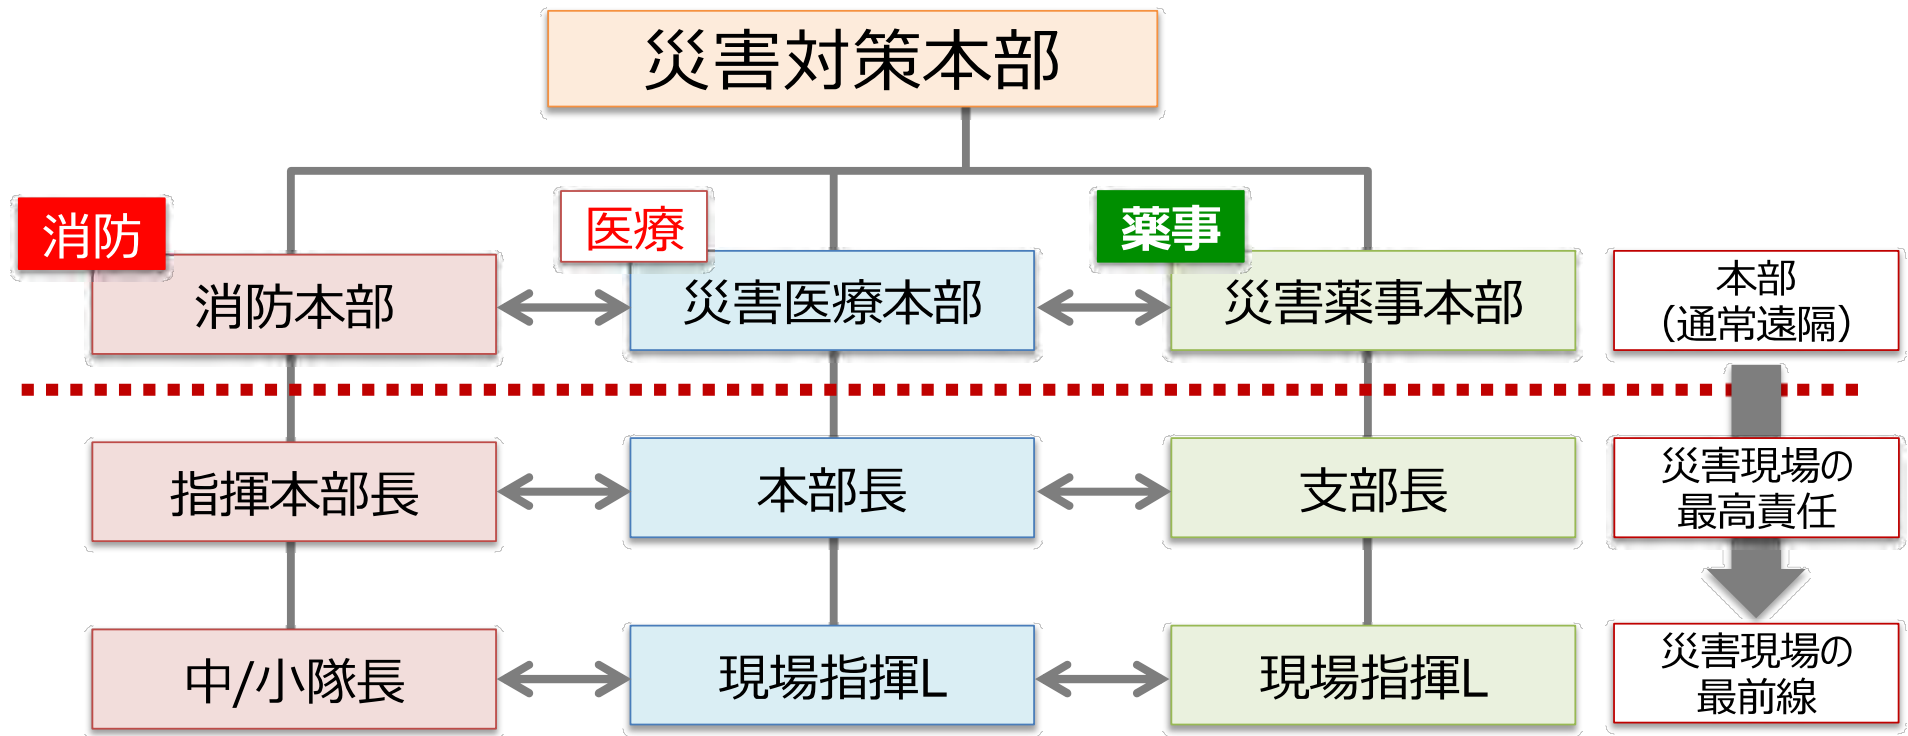 災害対策本部
消防
医療
薬事
消防本部
災害医療本部
災害薬事本部
本部
（通常遠隔）
指揮本部長
本部長
支部長
災害現場の
最高責任
中/小隊長
現場指揮L
現場指揮L
災害現場の
最前線